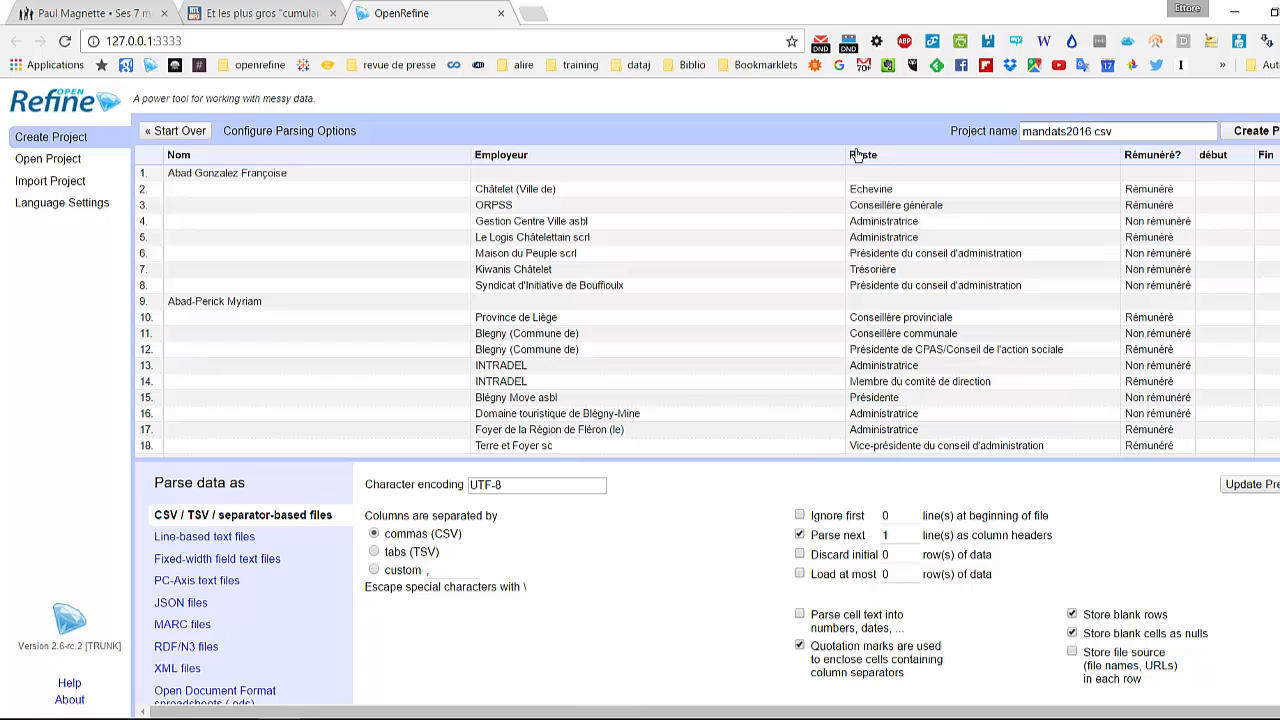 Paul Magnette • Ses 7 m
Et les plus gros "cumular
OpenRefine
Ettore
127.0.0.1:3333
Applications
openrefine
revue de presse
alire
training
dataj
Biblio
Bookmarklets
Aut
OPEN
Refine
A power tool for working with messy data.
Create Project
Open Project
Import Project
Language Settings
« Start Over
Configure Parsing Options
Project name
mandats2016 csv
Create P
Nom Employeur Rémunéré? début Fin
1. Abad Gonzalez Françoise
2. Châtelet (Ville de) Echevine Rémunéré
3. ORPSS Conseillère générale Rémunéré
4. Gestion Centre Ville asbl Administratrice Non rémunéré
5. Le Logis Châtelettain scrl Administratrice Rémunéré
6. Maison du Peuple scrl Présidente du conseil d'administration Non rémunéré
7. Kiwanis Châtelet Trésorière Non rémunéré
8. Syndicat d'Initiative de Bouffioulx Présidente du conseil d'administration Non rémunéré
9. Abad-Perick Myriam
10. Province de Liège Conseillère provinciale Rémunéré
11. Blegny (Commune de) Conseillère communale Non rémunéré
12. Blegny (Commune de) Présidente de CPAS/Conseil de l'action sociale Rémunéré
13. INTRADEL Administratrice Non rémunéré
14. INTRADEL Membre du comité de direction Rémunéré
15. Blégny Move asbl Présidente Non rémunéré
16. Domaine touristique de Blégny-Mine Administratrice Non rémunéré
17. Foyer de la Région de Fléron (le) Administratrice Rémunéré
18. Terre et Foyer sc Vice-présidente du conseil d'administration Rémunéré
Parse data as
CSV / TSV / separator-based files
Line-based text files
Fixed-width field text files
PC-Axis text files
JSON files
MARC files
RDF/N3 files
XML files
Open Document Format
spreadsheets (.ods)
Character encoding UTF-8
Update Pre
Columns are separated by
commas (CSV)
tabs (TSV)
custom ,
Escape special characters with \
Ignore first 0 line(s) at beginning of file
Parse next 1 line(s) as column headers
Discard initial 0 row(s) of data
Load at most 0 row(s) of data
Parse cell text into
numbers, dates, ...
Quotation marks are used
to enclose cells containing
column separators
Store blank rows
Store blank cells as nulls
Store file source
(file names, URLs)
in each row
Version 2.6-rc.2 [TRUNK]
Help
About